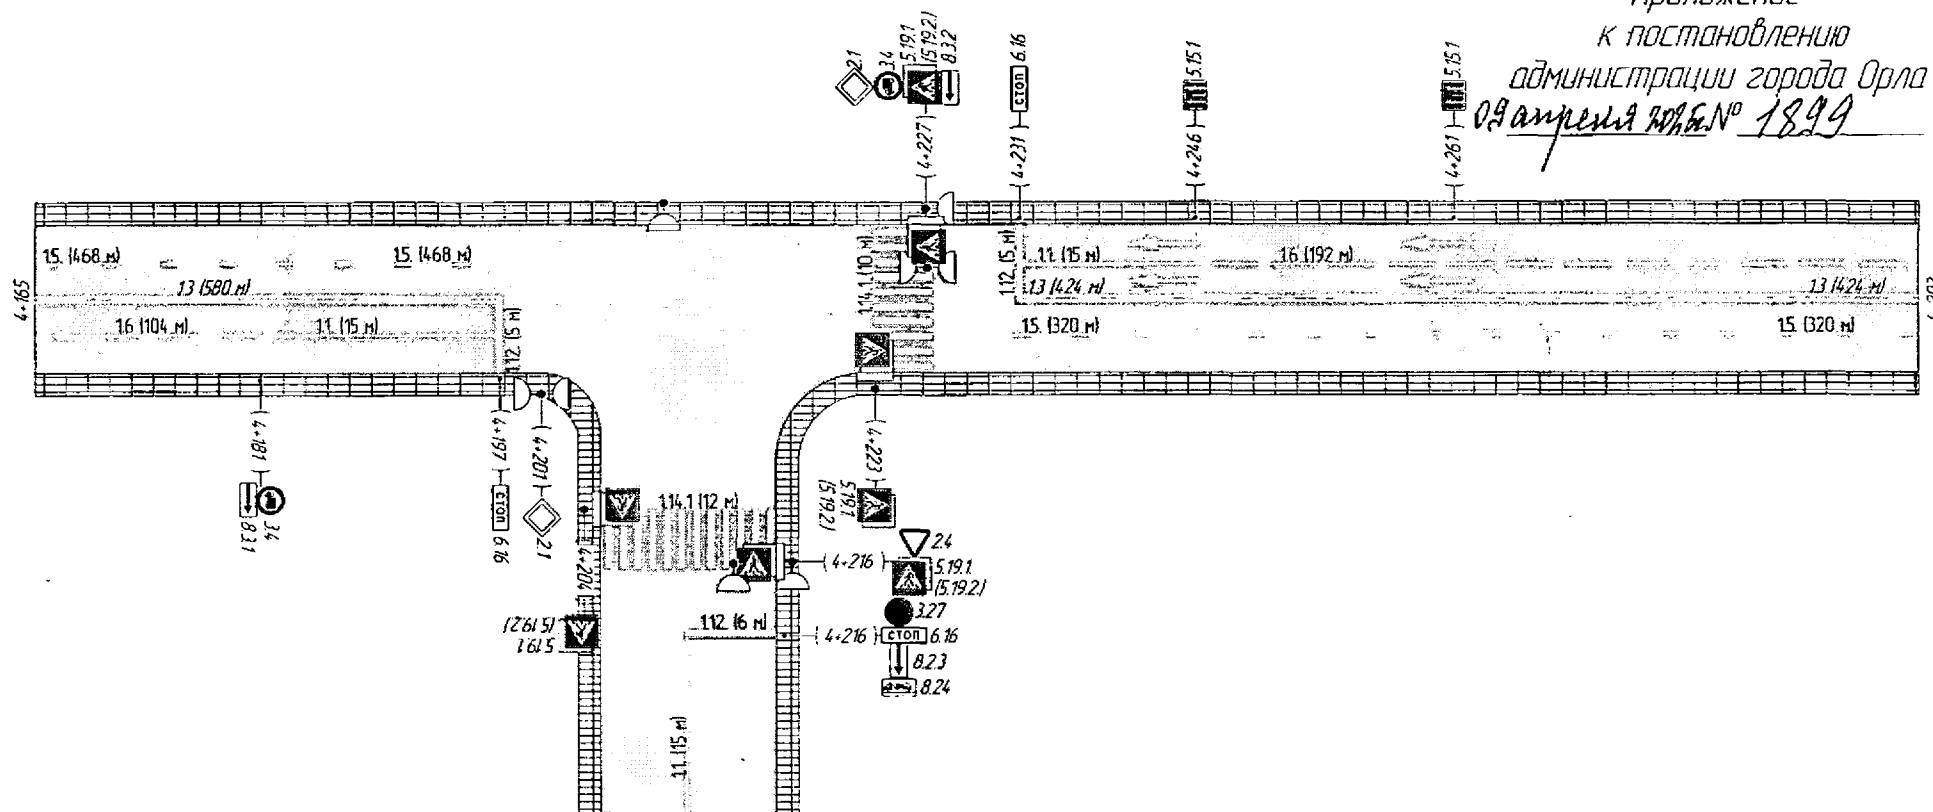 Приложение
к постановлению
администрации города Орла
09 апреля № 1899
2.1
3.4
5.19.1
(5.19.2)
8.3.2
4+227
6.16
стоп
4+231
5.15.1
4+246
5.15.1
4+261
4+165
1.5. (468 м)
1.5. (468 м)
1.3 (580 м)
1.6 (104 м)
1.1 (15 м)
1.12. (5 м)
1.14.1 (10 м)
1.12. (5 м)
1.1. (15 м)
1.6 (192 м)
1.3 (424 м)
1.3 (424 м)
1.5. (320 м)
1.5. (320 м)
4+181
8.3.1
3.4
4+197
стоп
6.16
4+201
2.1
4+204
1.14.1 (12 м)
4+223
5.19.1
(5.19.2)
4+216
2.4
5.19.1
(5.19.2)
3.27
(5.19.2)
5.19.1
1.12. (6 м)
4+216
стоп
6.16
8.2.3
8.24
1.1. (15 м)